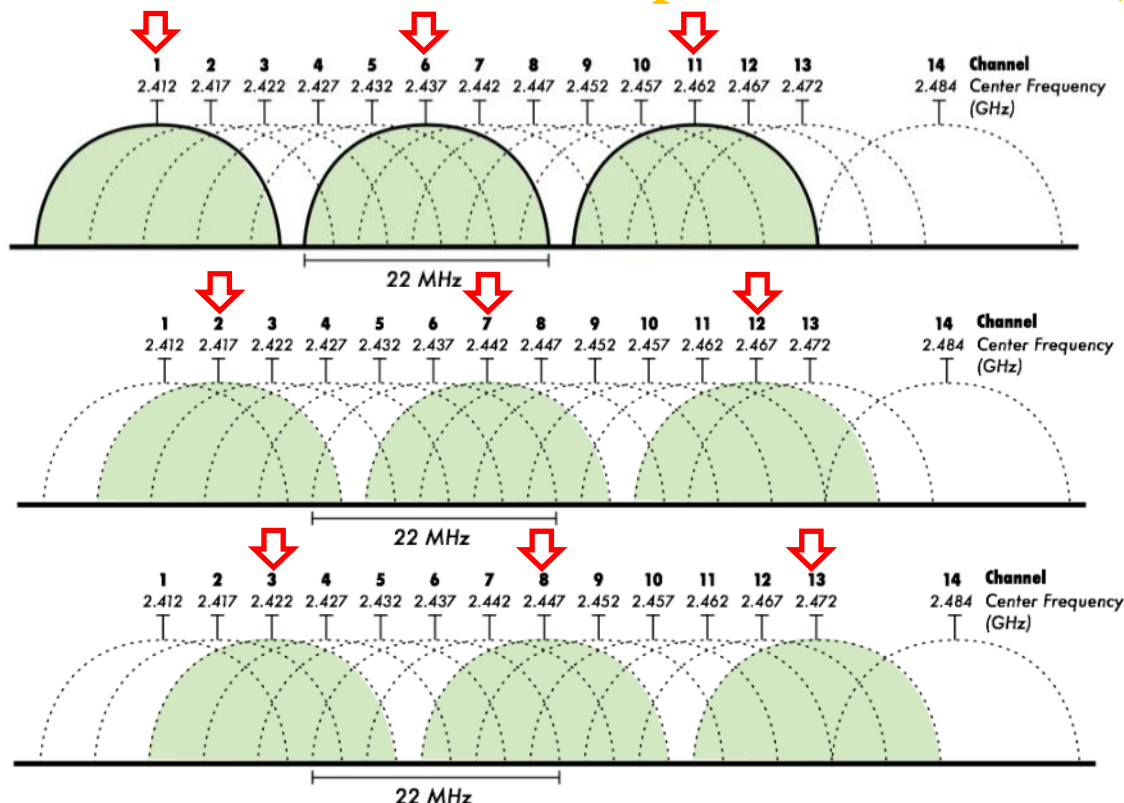 1 2 3 4 5 6 7 8 9 10 11 12 13 14 Channel
2.412 2.417 2.422 2.427 2.432 2.437 2.442 2.447 2.452 2.457 2.462 2.467 2.472 2.484 Center Frequency
(GHz)
22 MHz
1 2 3 4 5 6 7 8 9 10 11 12 13 14 Channel
2.412 2.417 2.422 2.427 2.432 2.437 2.442 2.447 2.452 2.457 2.462 2.467 2.472 2.484 Center Frequency
(GHz)
22 MHz
1 2 3 4 5 6 7 8 9 10 11 12 13 14 Channel
2.412 2.417 2.422 2.427 2.432 2.437 2.442 2.447 2.452 2.457 2.462 2.467 2.472 2.484 Center Frequency
(GHz)
22 MHz